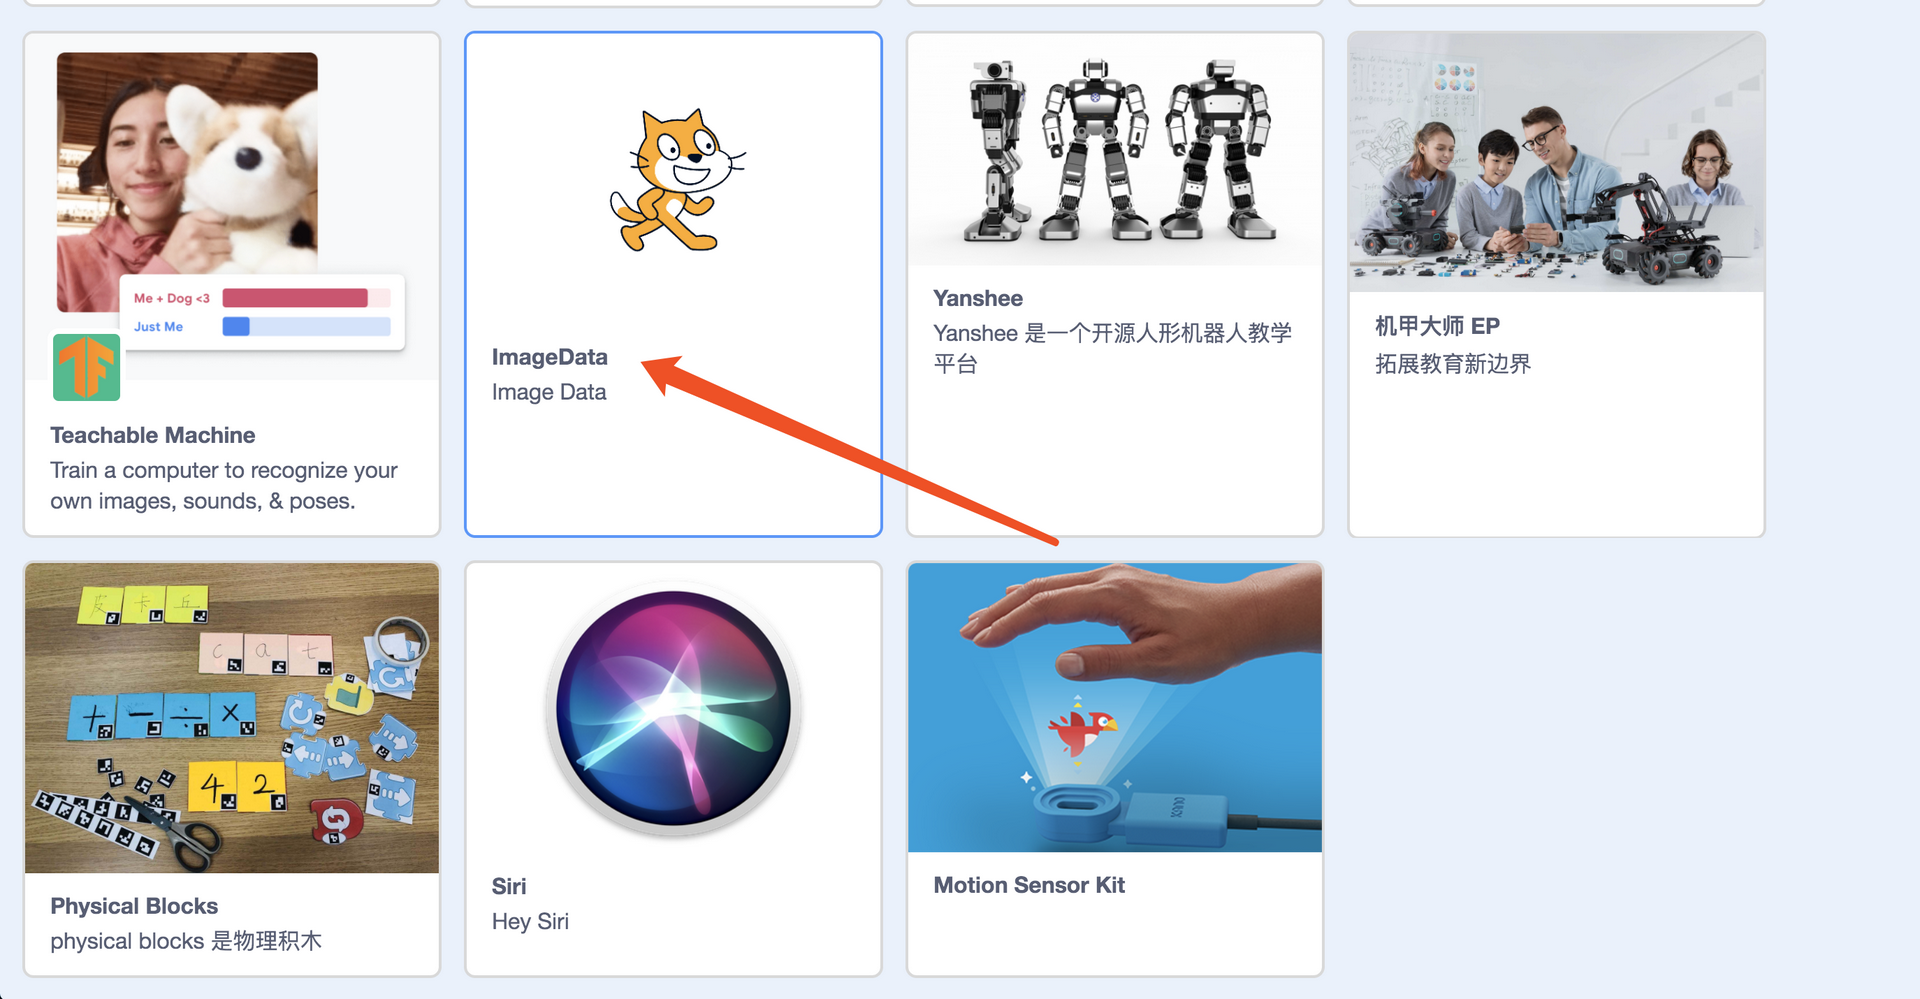 Me + Dog <3
Just Me
Teachable Machine
Train a computer to recognize your
own images, sounds, & poses.
ImageData
Image Data
Yanshee
Yanshee 是一个开源人形机器人教学
平台
机甲大师 EP
拓展教育新边界
皮 卡 丘
c a t
+ - ÷ ×
4 2
Physical Blocks
physical blocks 是物理积木
Siri
Hey Siri
Motion Sensor Kit